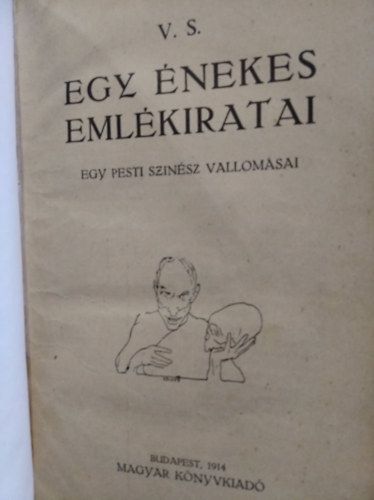 V. S.
EGY ÉNEKES
EMLÉKIRATAI
EGY PESTI SZINÉSZ VALLOMÁSAI
BUDAPEST, 1914
MAGYAR KÖNYVKIADÓ